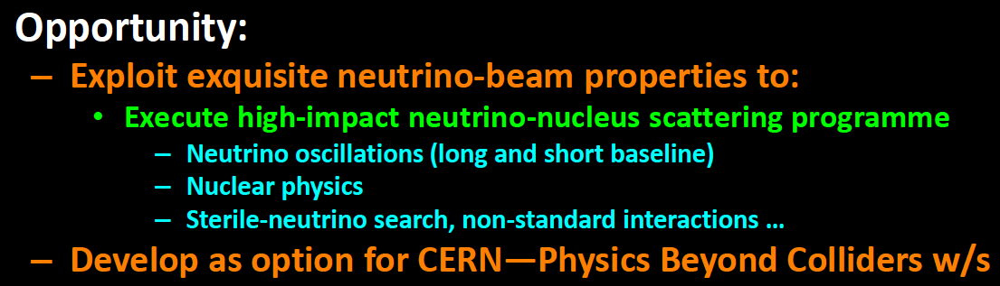 Opportunity:
– Exploit exquisite neutrino-beam properties to:
• Execute high-impact neutrino-nucleus scattering programme
– Neutrino oscillations (long and short baseline)
– Nuclear physics
– Sterile-neutrino search, non-standard interactions …
– Develop as option for CERN—Physics Beyond Colliders w/s